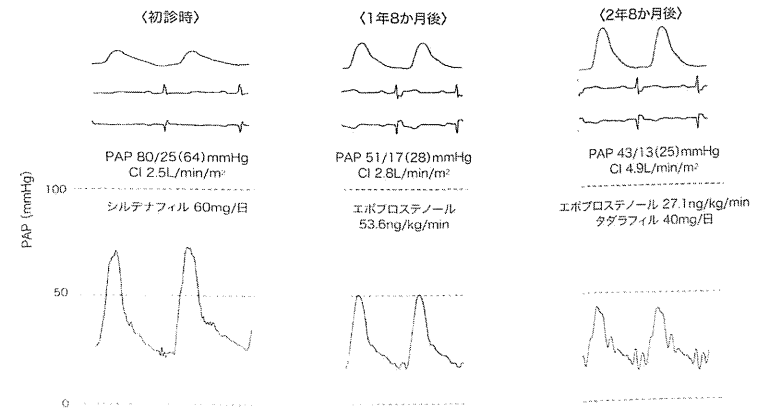 〈初診時〉
〈1年8か月後〉
〈2年8か月後〉
PAP 80/25(64)mmHg
CI 2.5L/min/m²
PAP 51/17(28)mmHg
CI 2.8L/min/m²
PAP 43/13(25)mmHg
CI 4.9L/min/m²
シルデナフィル 60mg/日
エポプロステノール
53.6ng/kg/min
エポプロステノール 27.1ng/kg/min
タダラフィル 40mg/日
PAP (mmHg)
100
50
0